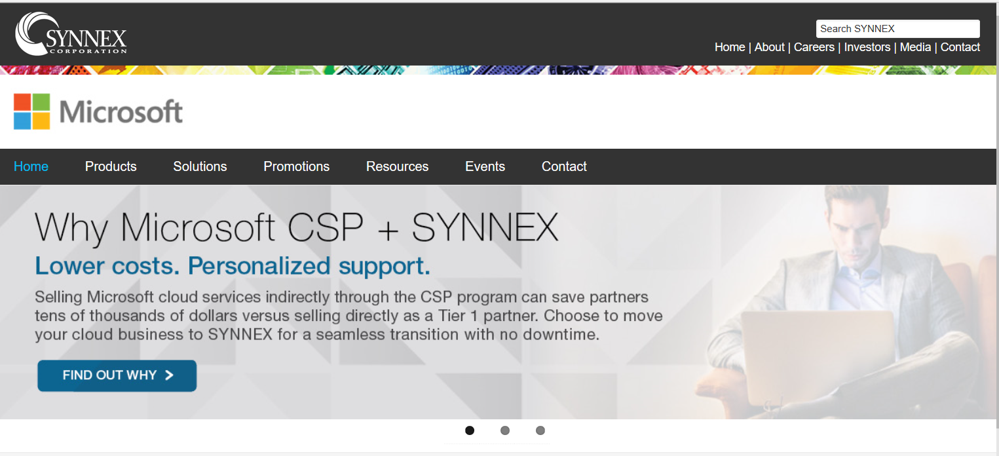 SYNNEX
CORPORATION
Search SYNNEX
Home | About | Careers | Investors | Media | Contact
Microsoft
Home Products Solutions Promotions Resources Events Contact
Why Microsoft CSP + SYNNEX
Lower costs. Personalized support.
Selling Microsoft cloud services indirectly through the CSP program can save partners
tens of thousands of dollars versus selling directly as a Tier 1 partner. Choose to move
your cloud business to SYNNEX for a seamless transition with no downtime.
FIND OUT WHY >